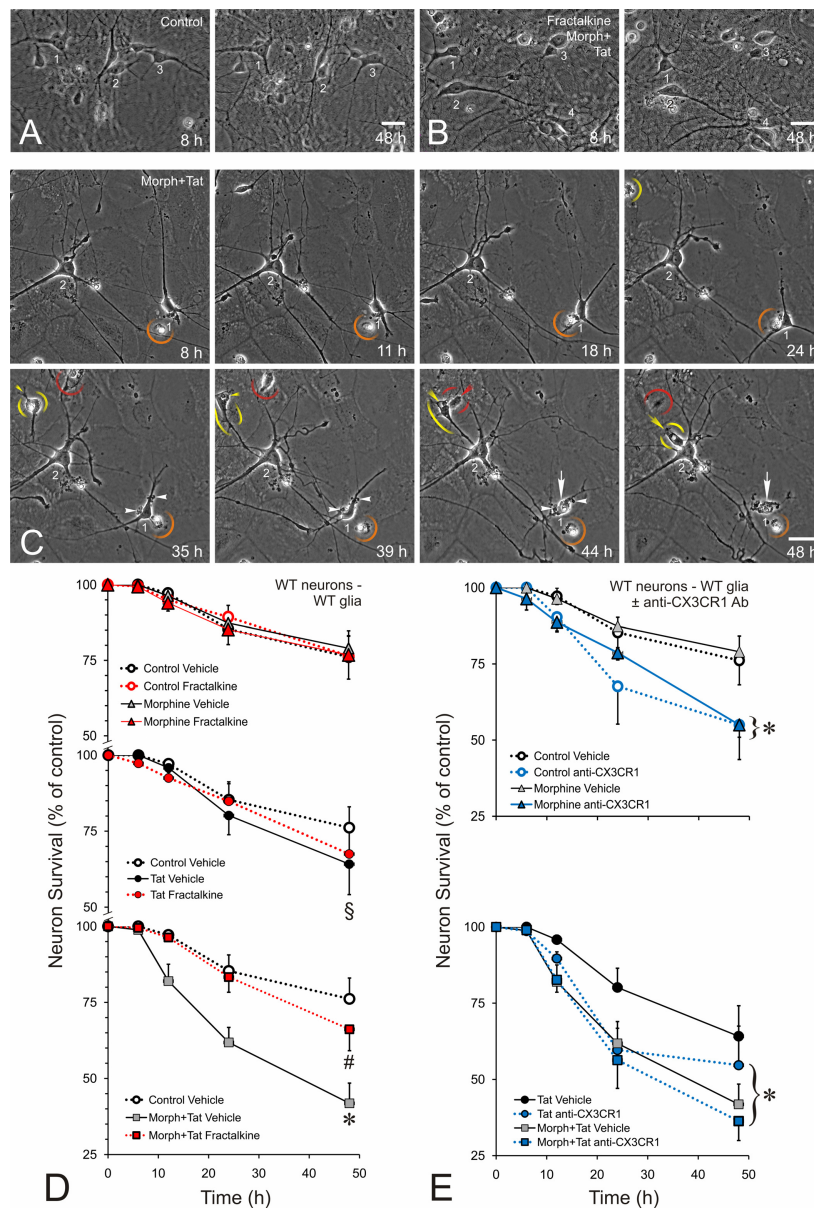 Control
1
2
3
A
8 h
1
2
3
48 h
Fractalkine
Morph+
Tat
1
2
3
4
B
8 h
1
2
3
4
48 h
Morph+Tat
2
1
8 h
2
1
11 h
2
1
18 h
2
1
24 h
2
1
C
35 h
2
1
39 h
2
44 h
2
48 h
WT neurons -
WT glia
100
75
50
Control Vehicle
Control Fractalkine
Morphine Vehicle
Morphine Fractalkine
100
75
50
Control Vehicle
Tat Vehicle
Tat Fractalkine
§
100
75
50
25
#
*
Control Vehicle
Morph+Tat Vehicle
Morph+Tat Fractalkine
0
10
20
30
40
50
Neuron Survival (% of control)
Time (h)
D
WT neurons - WT glia
± anti-CX3CR1 Ab
100
75
50
25
} *
Control Vehicle
Control anti-CX3CR1
Morphine Vehicle
Morphine anti-CX3CR1
100
75
50
25
} *
Tat Vehicle
Tat anti-CX3CR1
Morph+Tat Vehicle
Morph+Tat anti-CX3CR1
0
10
20
30
40
50
Neuron Survival (% of control)
Time (h)
E